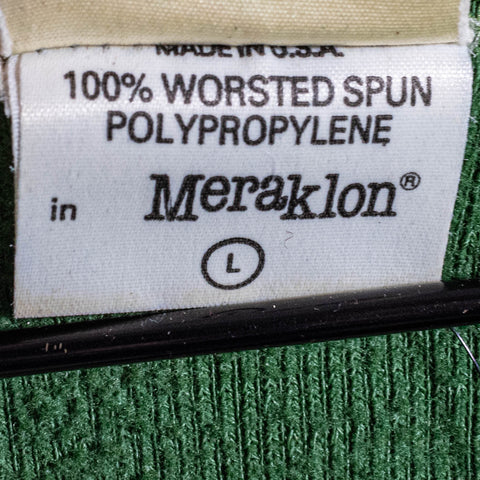 MADE IN U.S.A.
100% WORSTED SPUN
POLYPROPYLENE
in Meraklon®
L